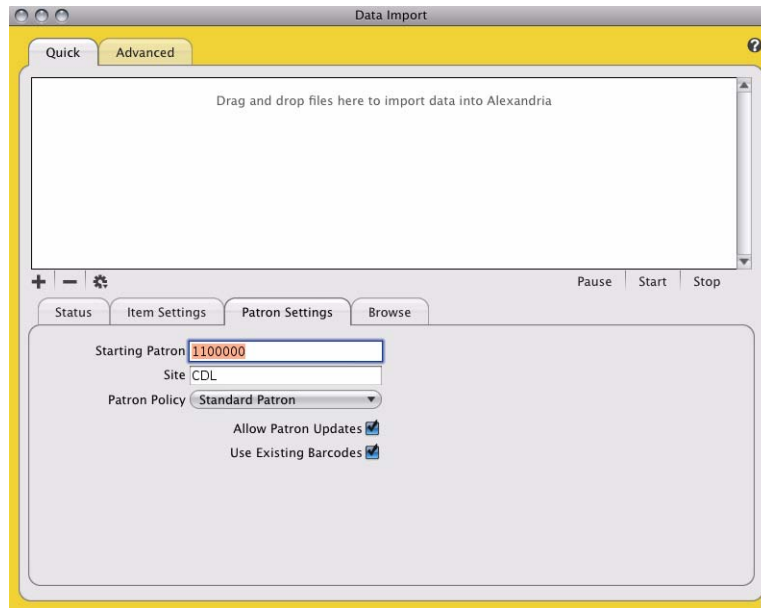 Data Import
Quick Advanced ?
Drag and drop files here to import data into Alexandria
Pause Start Stop
Status Item Settings Patron Settings Browse
Starting Patron 1100000
Site CDL
Patron Policy Standard Patron
Allow Patron Updates
Use Existing Barcodes